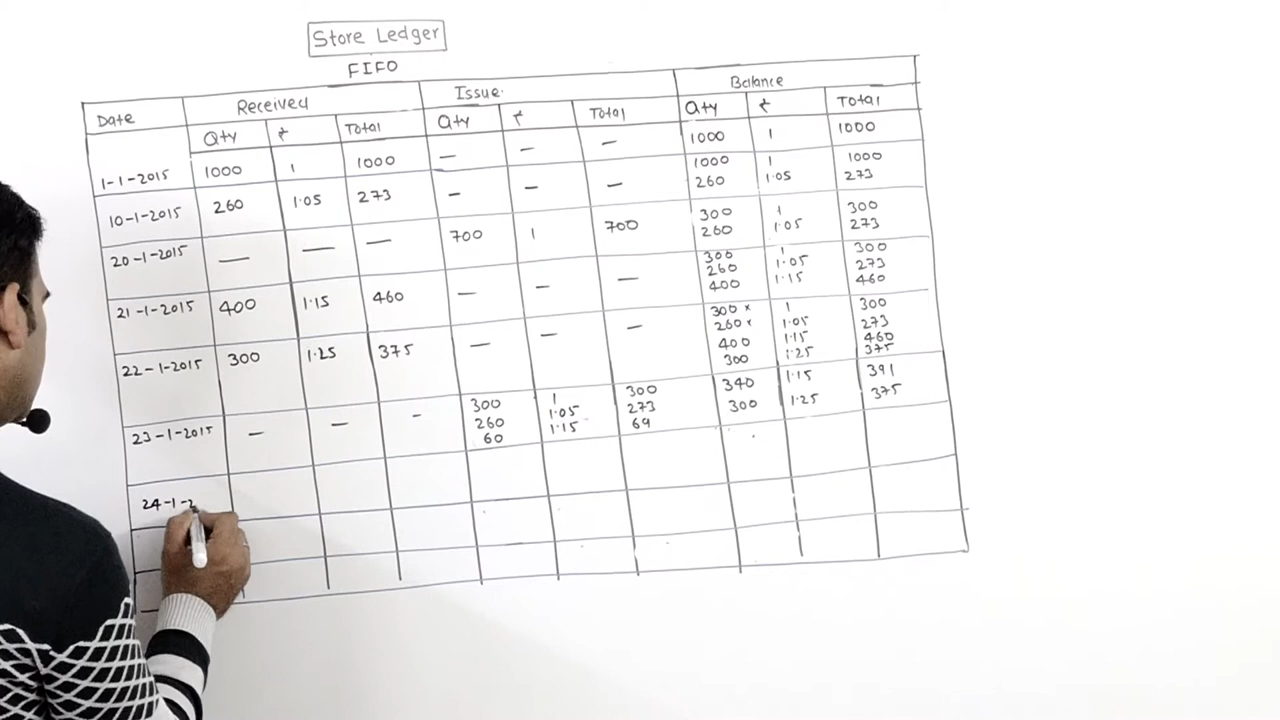 Store Ledger
FIFO
Date Received Issue Balance
Qty ₹ Total Qty ₹ Total Qty ₹ Total
1-1-2015 1000 1 1000 — — — 1000 1 1000
10-1-2015 260 1.05 273 — — — 1000 1 1000
260 1.05 273
20-1-2015 — — — 700 1 700 300 1 300
260 1.05 273
21-1-2015 400 1.15 460 — — — 300 1 300
260 1.05 273
400 1.15 460
22-1-2015 300 1.25 375 — — — 300 × 1 300
260 × 1.05 273
400 1.15 460
300 1.25 375
23-1-2015 — — - 300 1 300 340 1.15 391
260 1.05 273 300 1.25 375
60 1.15 69
24-1-2